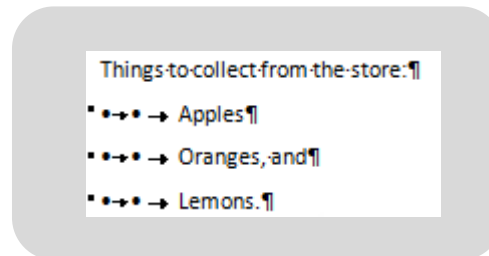 Things·to·collect·from·the·store:¶
▪•→•→Apples¶
▪•→•→Oranges,·and¶
▪•→•→Lemons.¶